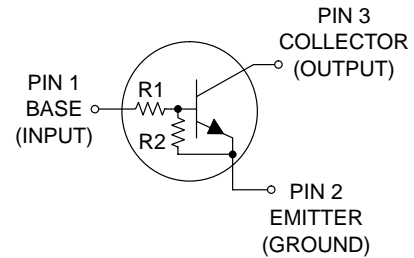 PIN 3
COLLECTOR
(OUTPUT)
PIN 1
BASE
(INPUT)
R1
R2
PIN 2
EMITTER
(GROUND)